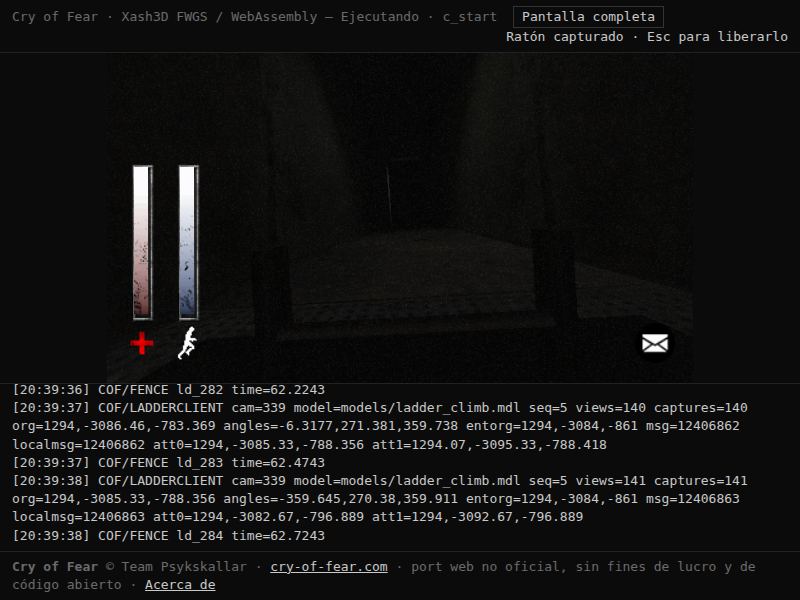 Cry of Fear · Xash3D FWGS / WebAssembly — Ejecutando · c_start Pantalla completa
Ratón capturado · Esc para liberarlo
[20:39:36] COF/FENCE ld_282 time=62.2243
[20:39:37] COF/LADDERCLIENT cam=339 model=models/ladder_climb.mdl seq=5 views=140 captures=140
org=1294,-3086.46,-783.369 angles=-6.3177,271.381,359.738 entorg=1294,-3084,-861 msg=12406862
localmsg=12406862 att0=1294,-3085.33,-788.356 att1=1294.07,-3095.33,-788.418
[20:39:37] COF/FENCE ld_283 time=62.4743
[20:39:38] COF/LADDERCLIENT cam=339 model=models/ladder_climb.mdl seq=5 views=141 captures=141
org=1294,-3085.33,-788.356 angles=-359.645,270.38,359.911 entorg=1294,-3084,-861 msg=12406863
localmsg=12406863 att0=1294,-3082.67,-796.889 att1=1294,-3092.67,-796.889
[20:39:38] COF/FENCE ld_284 time=62.7243
Cry of Fear © Team Psykskallar · cry-of-fear.com · port web no oficial, sin fines de lucro y de
código abierto · Acerca de